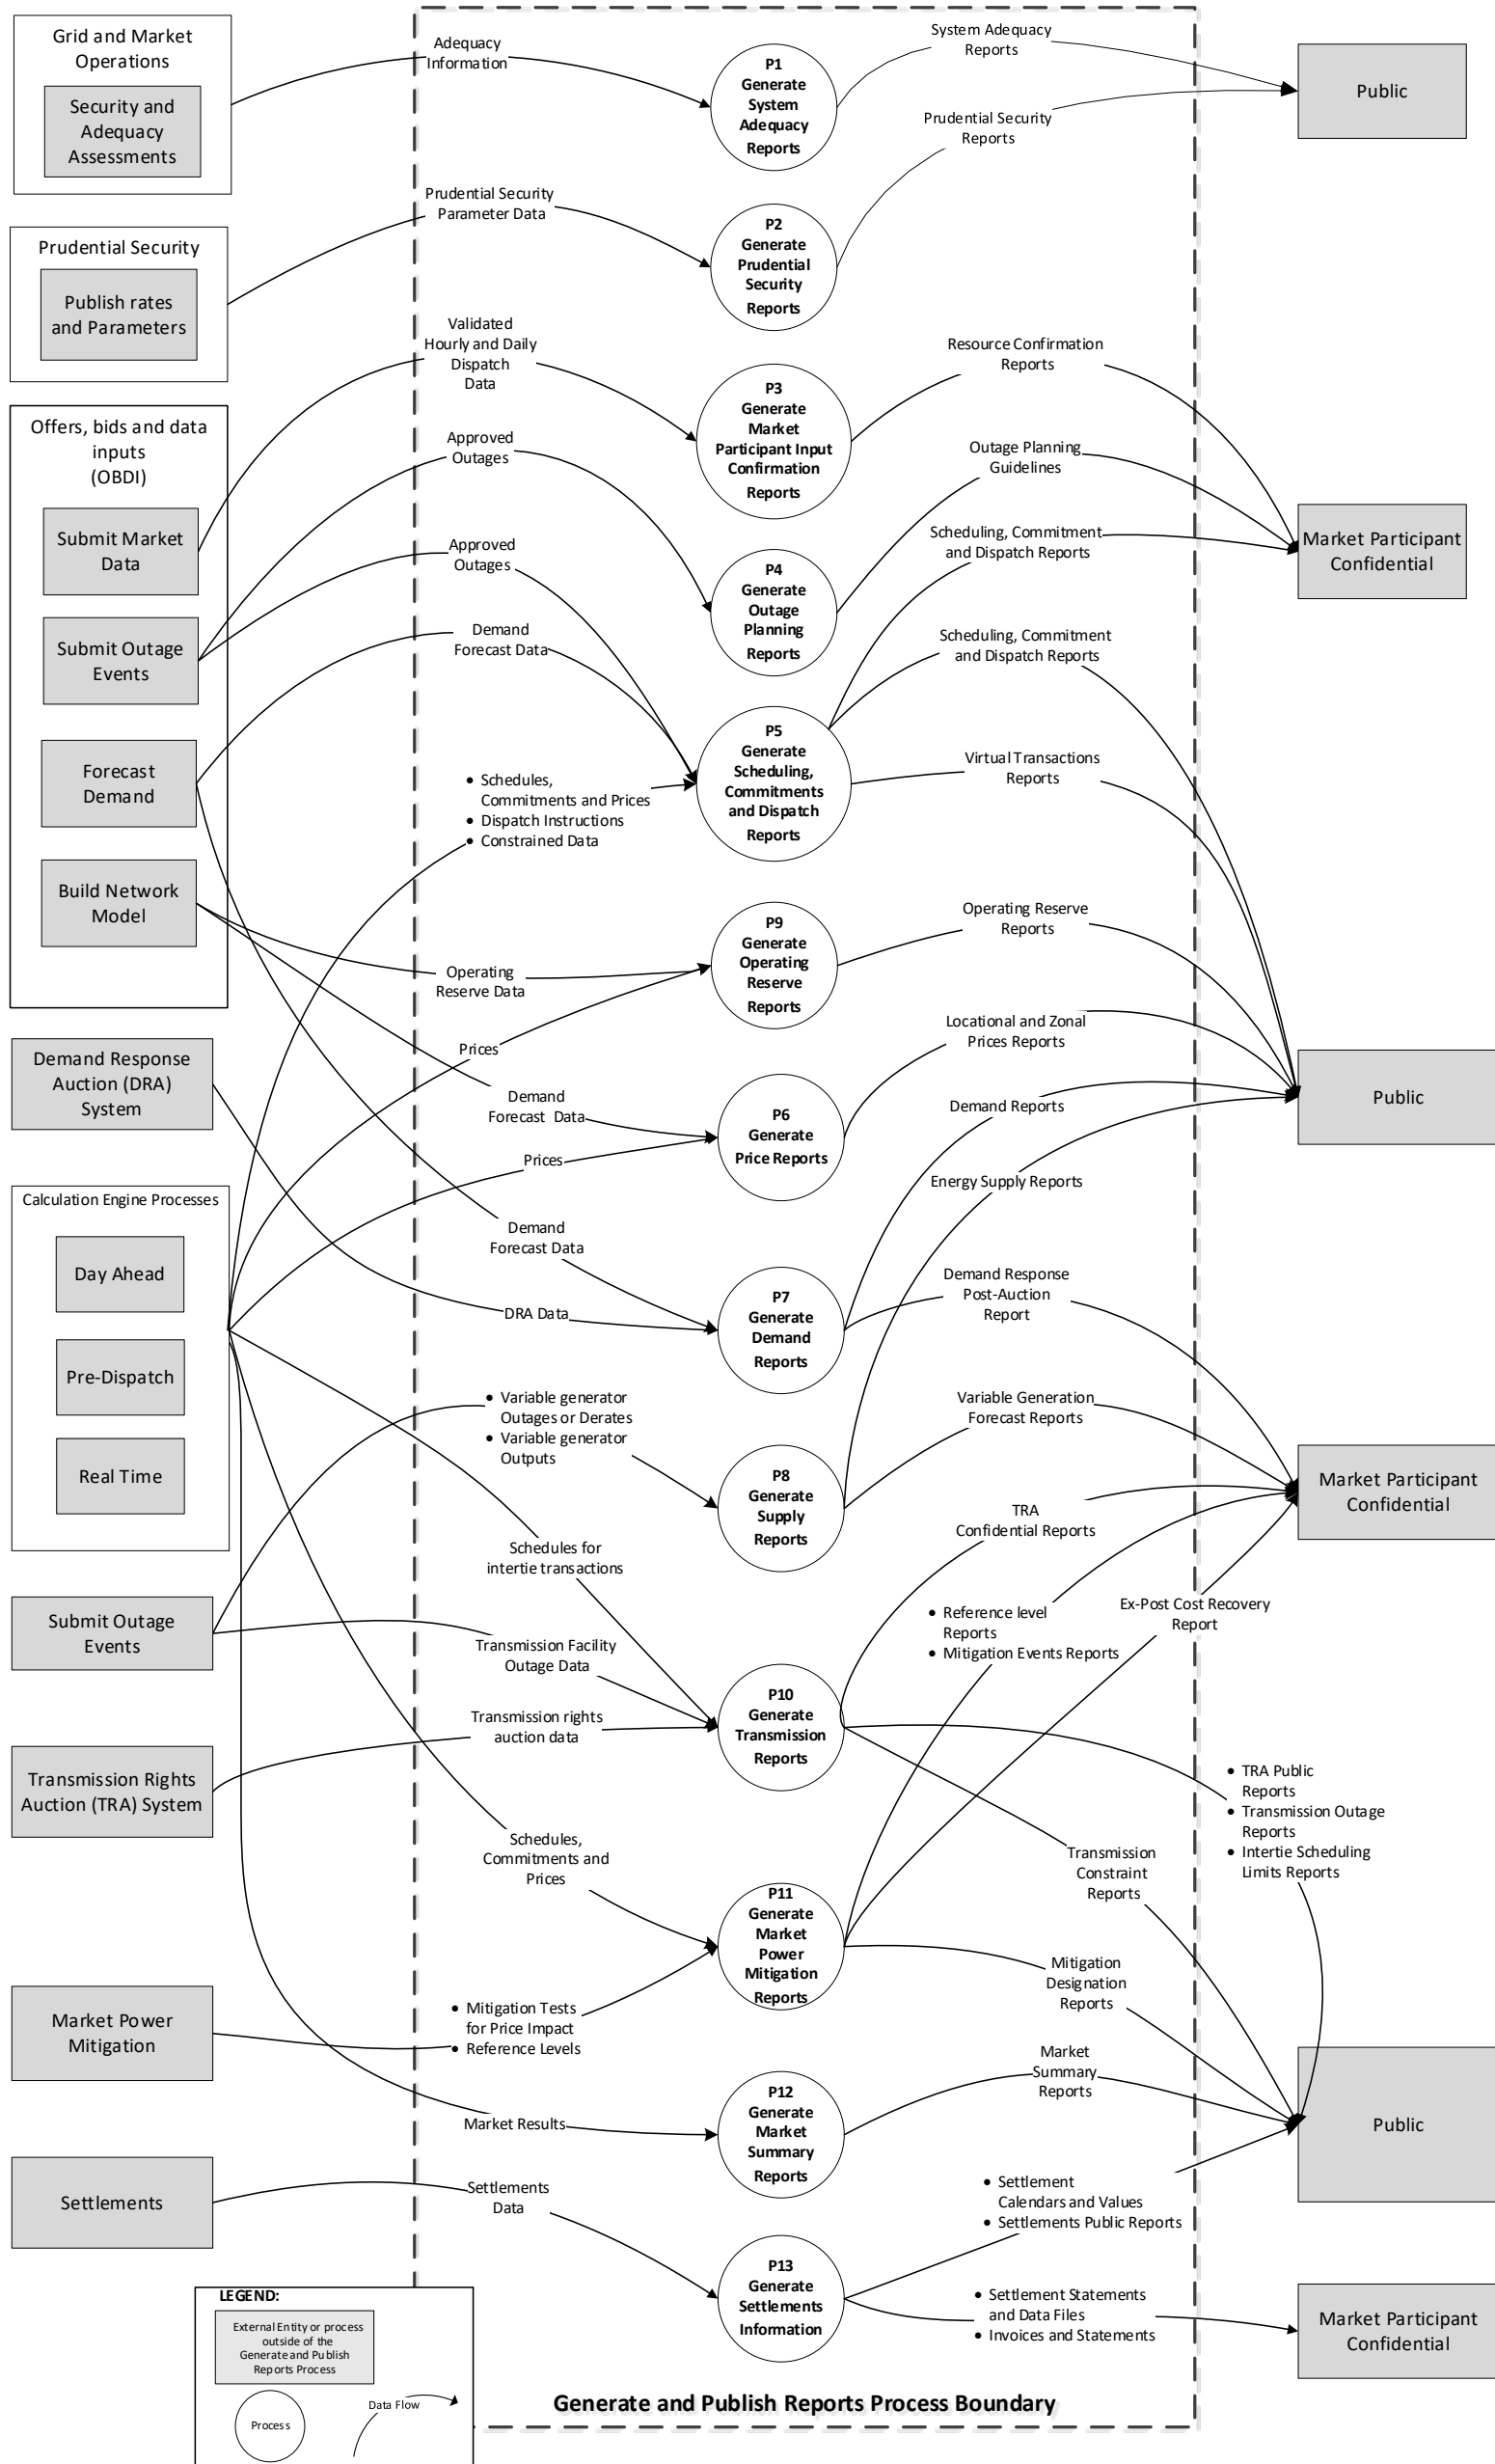 Grid and Market
Operations
Security and
Adequacy
Assessments
Adequacy
Information
P1
Generate
System
Adequacy
Reports
System Adequacy
Reports
Public
Prudential Security
Reports
Prudential Security
Parameter Data
P2
Generate
Prudential
Security
Reports
Prudential Security
Publish rates
and Parameters
Validated
Hourly and Daily
Dispatch
Data
P3
Generate
Market
Participant Input
Confirmation
Reports
Resource Confirmation
Reports
Offers, bids and data
inputs
(OBDI)
Submit Market
Data
Submit Outage
Events
Forecast
Demand
Build Network
Model
Approved
Outages
Approved
Outages
Demand
Forecast Data
P4
Generate
Outage
Planning
Reports
Outage Planning
Guidelines
Scheduling, Commitment
and Dispatch Reports
Market Participant
Confidential
Scheduling, Commitment
and Dispatch Reports
• Schedules,
Commitments and Prices
• Dispatch Instructions
• Constrained Data
P5
Generate
Scheduling,
Commitments
and Dispatch
Reports
Virtual Transactions
Reports
Operating
Reserve Data
P9
Generate
Operating
Reserve
Reports
Operating Reserve
Reports
Demand Response
Auction (DRA)
System
Prices
Demand
Forecast Data
Prices
P6
Generate
Price Reports
Locational and Zonal
Prices Reports
Demand Reports
Public
Energy Supply Reports
Calculation Engine Processes
Day Ahead
Pre-Dispatch
Real Time
Demand
Forecast Data
DRA Data
P7
Generate
Demand
Reports
Demand Response
Post-Auction
Report
• Variable generator
Outages or Derates
• Variable generator
Outputs
P8
Generate
Supply
Reports
Variable Generation
Forecast Reports
Market Participant
Confidential
TRA
Confidential Reports
Schedules for
intertie transactions
Submit Outage
Events
Transmission Facility
Outage Data
• Reference level
Reports
• Mitigation Events Reports
Ex-Post Cost Recovery
Report
Transmission rights
auction data
P10
Generate
Transmission
Reports
Transmission Rights
Auction (TRA) System
• TRA Public
Reports
• Transmission Outage
Reports
• Intertie Scheduling
Limits Reports
Schedules,
Commitments and
Prices
Transmission
Constraint
Reports
P11
Generate
Market
Power
Mitigation
Reports
Market Power
Mitigation
• Mitigation Tests
for Price Impact
• Reference Levels
Mitigation
Designation
Reports
Market
Summary
Reports
Public
Market Results
P12
Generate
Market
Summary
Reports
Settlements
Settlements
Data
• Settlement
Calendars and Values
• Settlements Public Reports
P13
Generate
Settlements
Information
• Settlement Statements
and Data Files
• Invoices and Statements
Market Participant
Confidential
LEGEND:
External Entity or process
outside of the
Generate and Publish
Reports Process
Process
Data Flow
Generate and Publish Reports Process Boundary